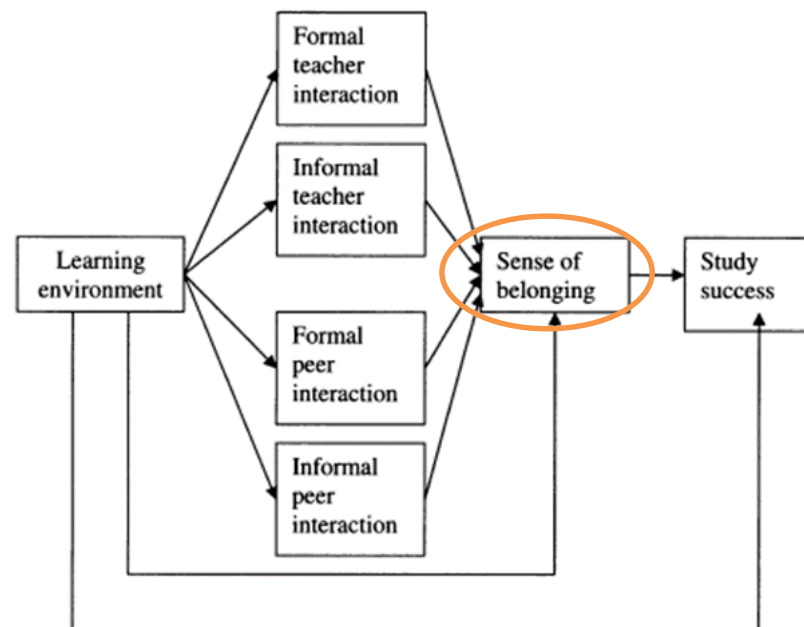 Formal
teacher
interaction
Informal
teacher
interaction
Learning
environment
Sense of
belonging
Study
success
Formal
peer
interaction
Informal
peer
interaction